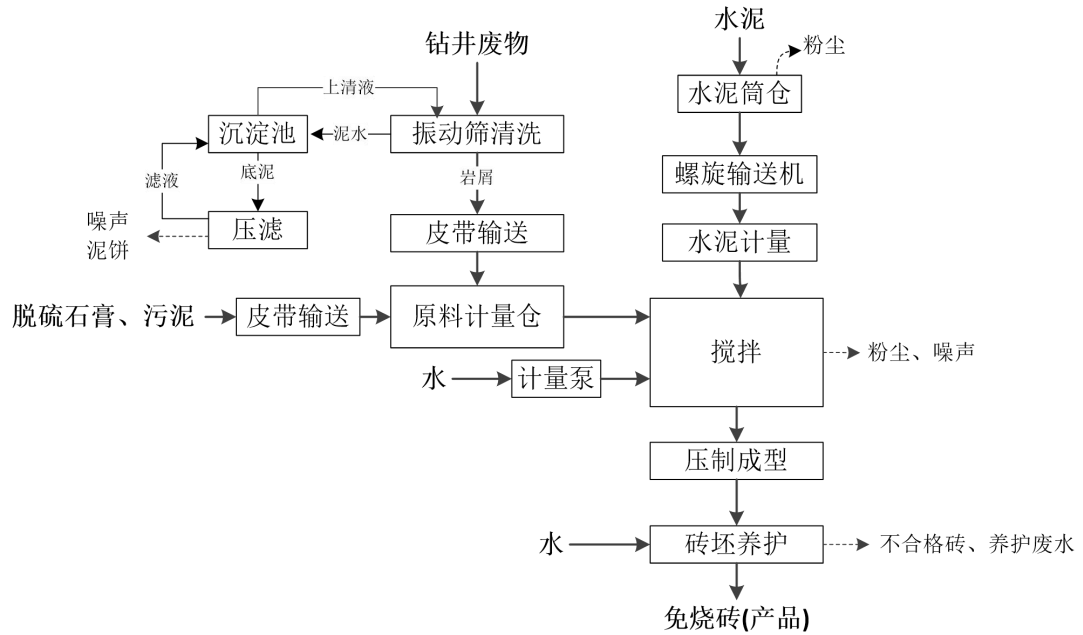 水泥
钻井废物
粉尘
水泥筒仓
上清液
沉淀池
泥水
振动筛清洗
底泥
岩屑
滤液
螺旋输送机
噪声
泥饼
压滤
皮带输送
水泥计量
脱硫石膏、污泥
皮带输送
原料计量仓
搅拌
粉尘、噪声
水
计量泵
压制成型
水
砖坯养护
不合格砖、养护废水
免烧砖(产品)